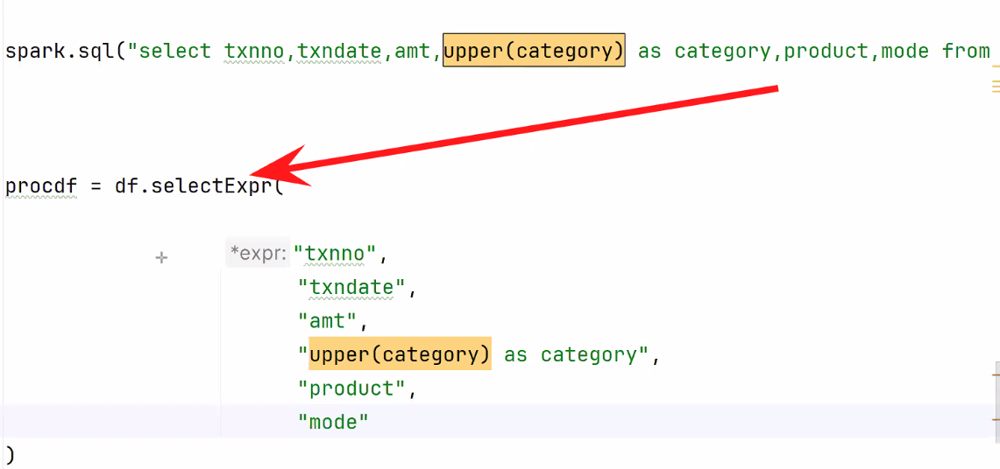 spark.sql("select txnno,txndate,amt,upper(category) as category,product,mode from
procdf = df.selectExpr(
*expr: "txnno",
"txndate",
"amt",
"upper(category) as category",
"product",
"mode"
)